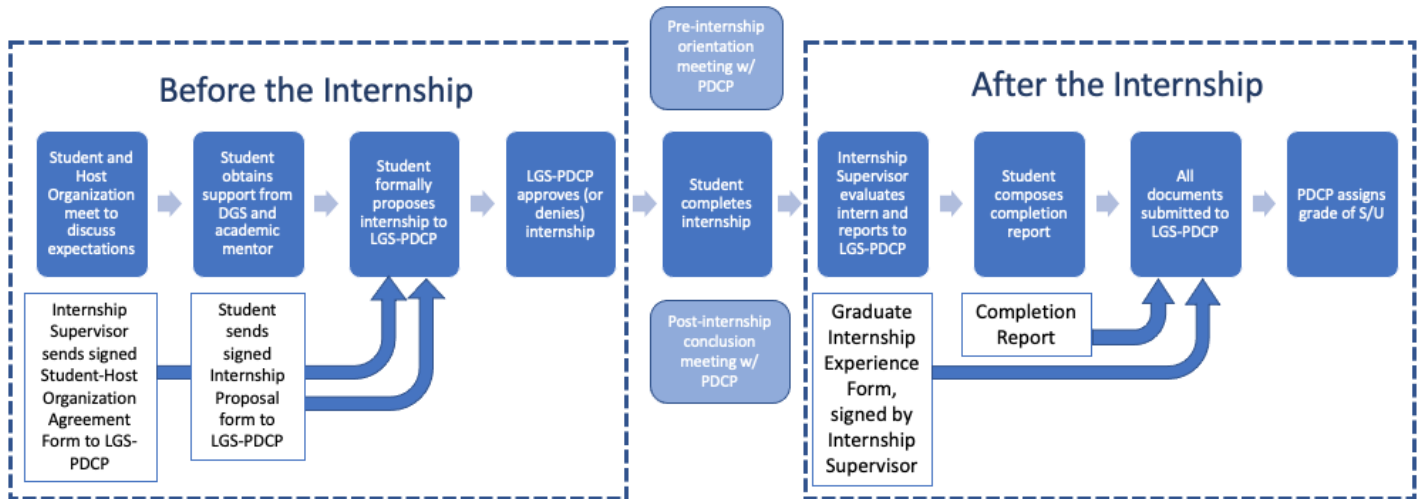 Before the Internship
Student and
Host
Organization
meet to
discuss
expectations
Student
obtains
support from
DGS and
academic
mentor
Student
formally
proposes
internship to
LGS-PDCP
LGS-PDCP
approves (or
denies)
internship
Internship
Supervisor
sends signed
Student-Host
Organization
Agreement
Form to LGS-
PDCP
Student
sends
signed
Internship
Proposal
form to
LGS-PDCP
Pre-internship
orientation
meeting w/
PDCP
Student
completes
internship
Post-internship
conclusion
meeting w/
PDCP
After the Internship
Internship
Supervisor
evaluates
intern and
reports to
LGS-PDCP
Student
composes
completion
report
All
documents
submitted to
LGS-PDCP
PDCP assigns
grade of S/U
Graduate
Internship
Experience
Form,
signed by
Internship
Supervisor
Completion
Report